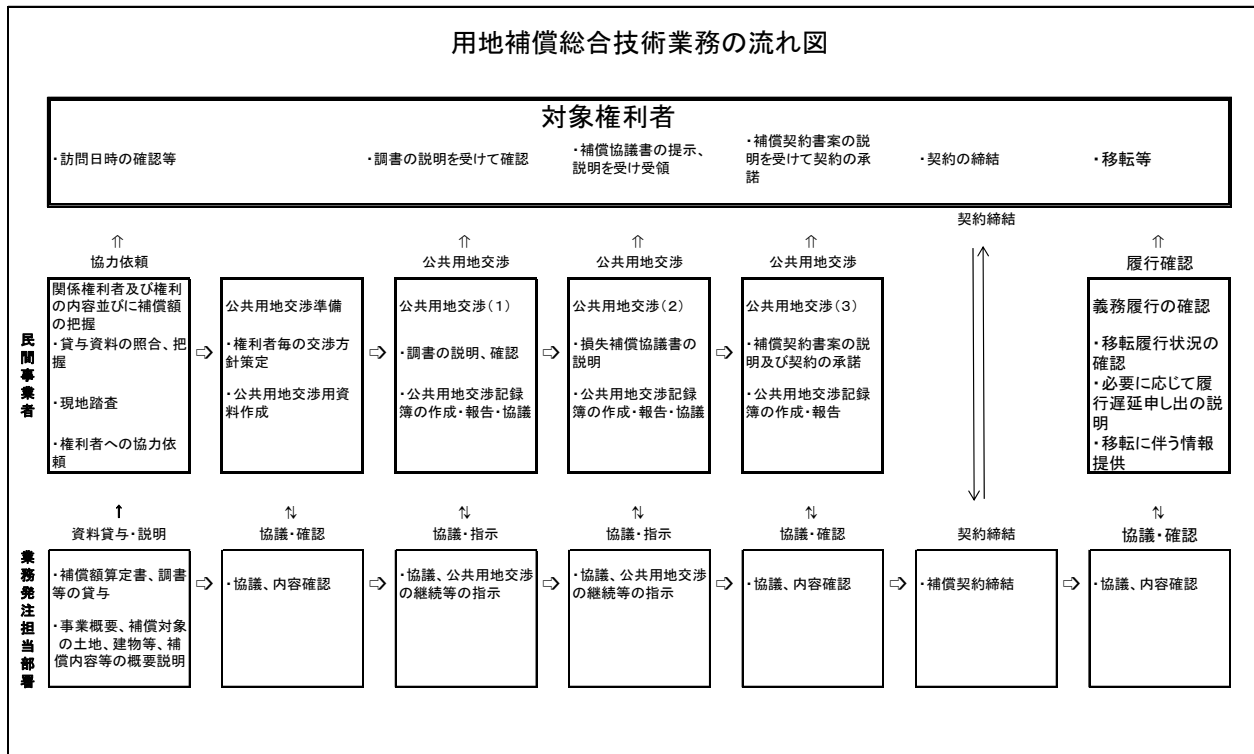 用地補償総合技術業務の流れ図
対象権利者
・訪問日時の確認等
・調書の説明を受けて確認
・補償協議書の提示、
説明を受け受領
・補償契約書案の説
明を受けて契約の承
諾
・契約の締結
・移転等
契約締結
⇑
協力依頼
⇑
公共用地交渉
⇑
公共用地交渉
⇑
公共用地交渉
⇑
履行確認
民間事業者
関係権利者及び権利
の内容並びに補償額
の把握
・貸与資料の照合、把
握
・現地踏査
・権利者への協力依
頼
⇨
公共用地交渉準備
・権利者毎の交渉方
針策定
・公共用地交渉用資
料作成
⇨
公共用地交渉(1)
・調書の説明、確認
・公共用地交渉記録
簿の作成・報告・協議
⇨
公共用地交渉(2)
・損失補償協議書の
説明
・公共用地交渉記録
簿の作成・報告・協議
⇨
公共用地交渉(3)
・補償契約書案の説
明及び契約の承諾
・公共用地交渉記録
簿の作成・報告
義務履行の確認
・移転履行状況の
確認
・必要に応じて履
行遅延申し出の説
明
・移転に伴う情報
提供
↑
資料貸与・説明
⇅
協議・確認
⇅
協議・指示
⇅
協議・指示
⇅
協議・確認
契約締結
⇅
協議・確認
業務発注担当部署
・補償額算定書、調書
等の貸与
・事業概要、補償対象
の土地、建物等、補
償内容等の概要説明
⇨
・協議、内容確認
⇨
・協議、公共用地交渉
の継続等の指示
⇨
・協議、公共用地交渉
の継続等の指示
⇨
・協議、内容確認
⇨
・補償契約締結
⇨
・協議、内容確認